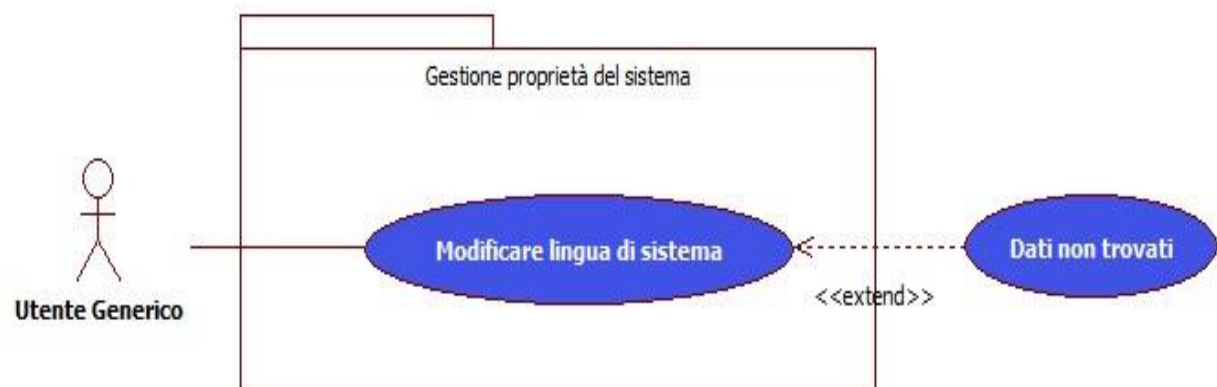 Gestione proprietà del sistema
Modificare lingua di sistema
Dati non trovati
<<extend>>
Utente Generico